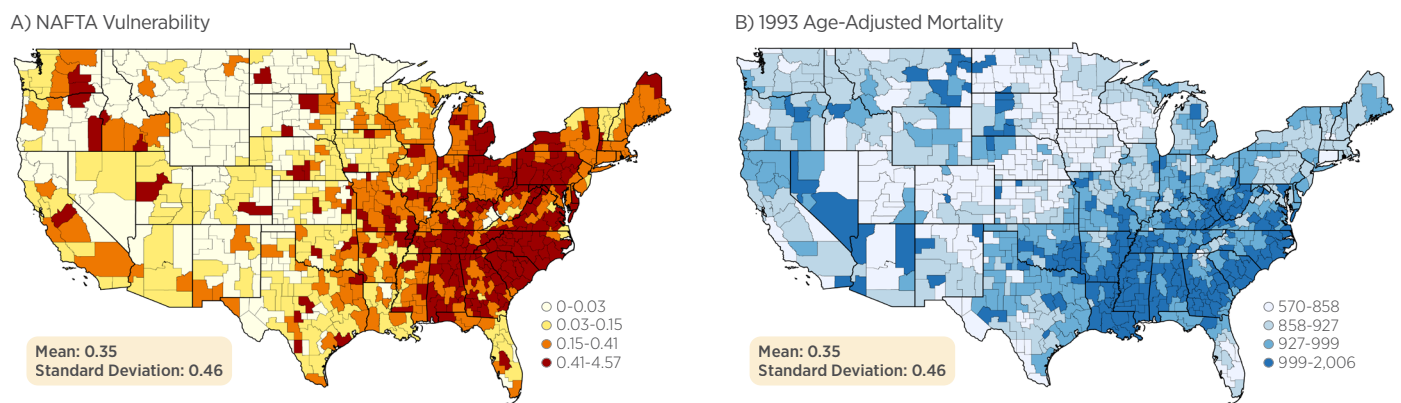 A) NAFTA Vulnerability
0-0.03
0.03-0.15
0.15-0.41
0.41-4.57
Mean: 0.35
Standard Deviation: 0.46
B) 1993 Age-Adjusted Mortality
570-858
858-927
927-999
999-2,006
Mean: 0.35
Standard Deviation: 0.46